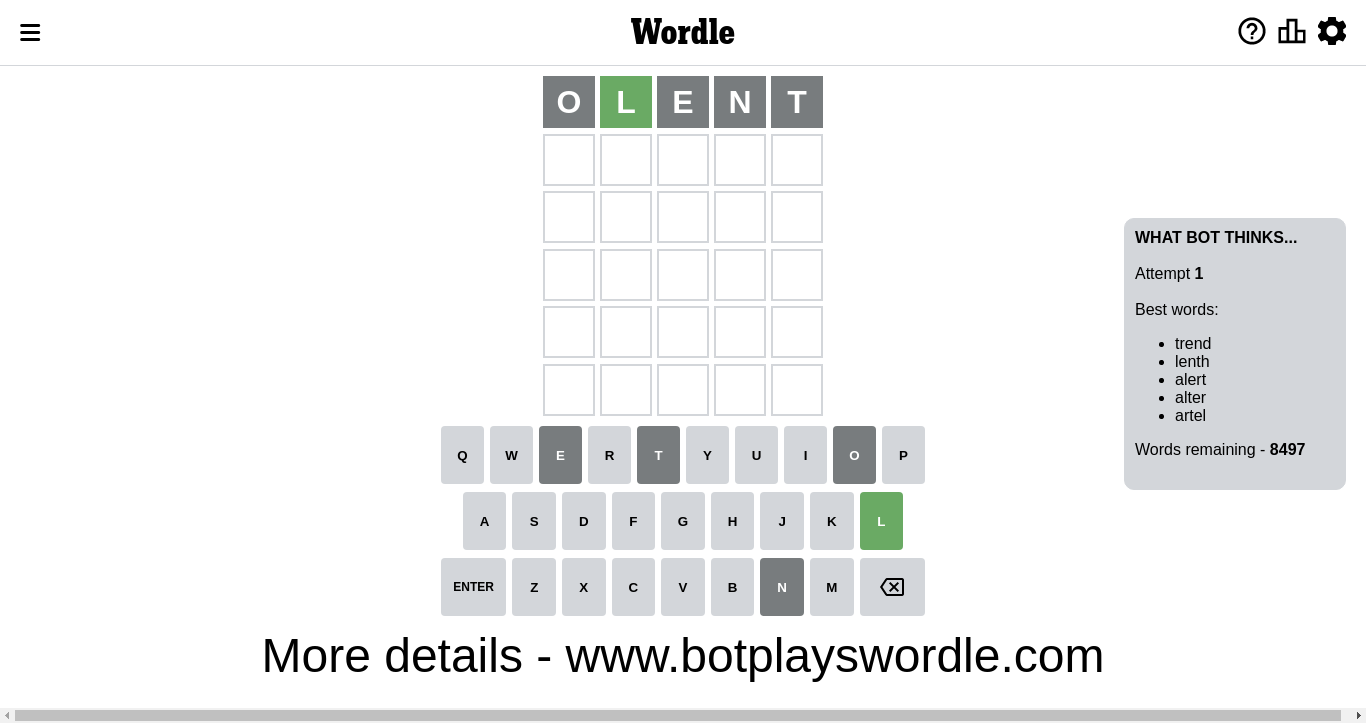 Wordle
O L E N T
WHAT BOT THINKS...
Attempt 1
Best words:
trend
lenth
alert
alter
artel
Words remaining - 8497
Q W E R T Y U I O P
A S D F G H J K L
ENTER Z X C V B N M
More details - www.botplayswordle.com